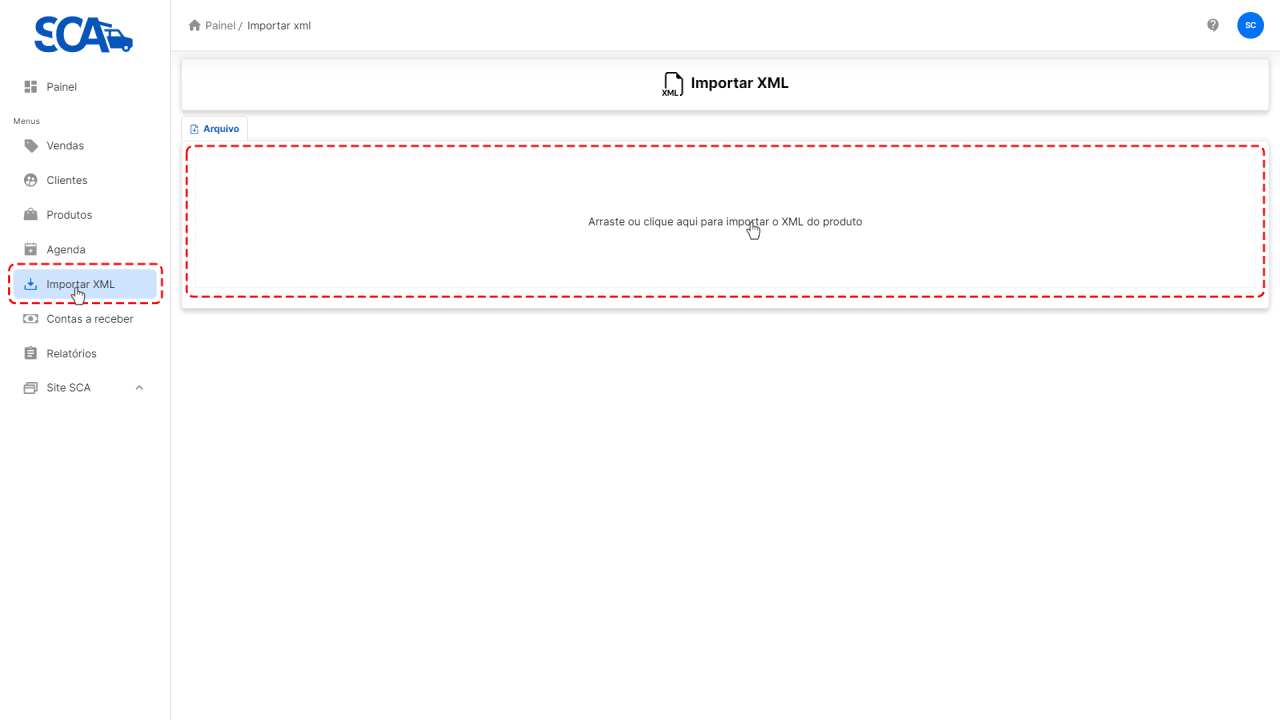 SCA
Painel / Importar xml
SC
Painel
Menus
Vendas
Clientes
Produtos
Agenda
Importar XML
Contas a receber
Relatórios
Site SCA
XML Importar XML
Arquivo
Arraste ou clique aqui para importar o XML do produto